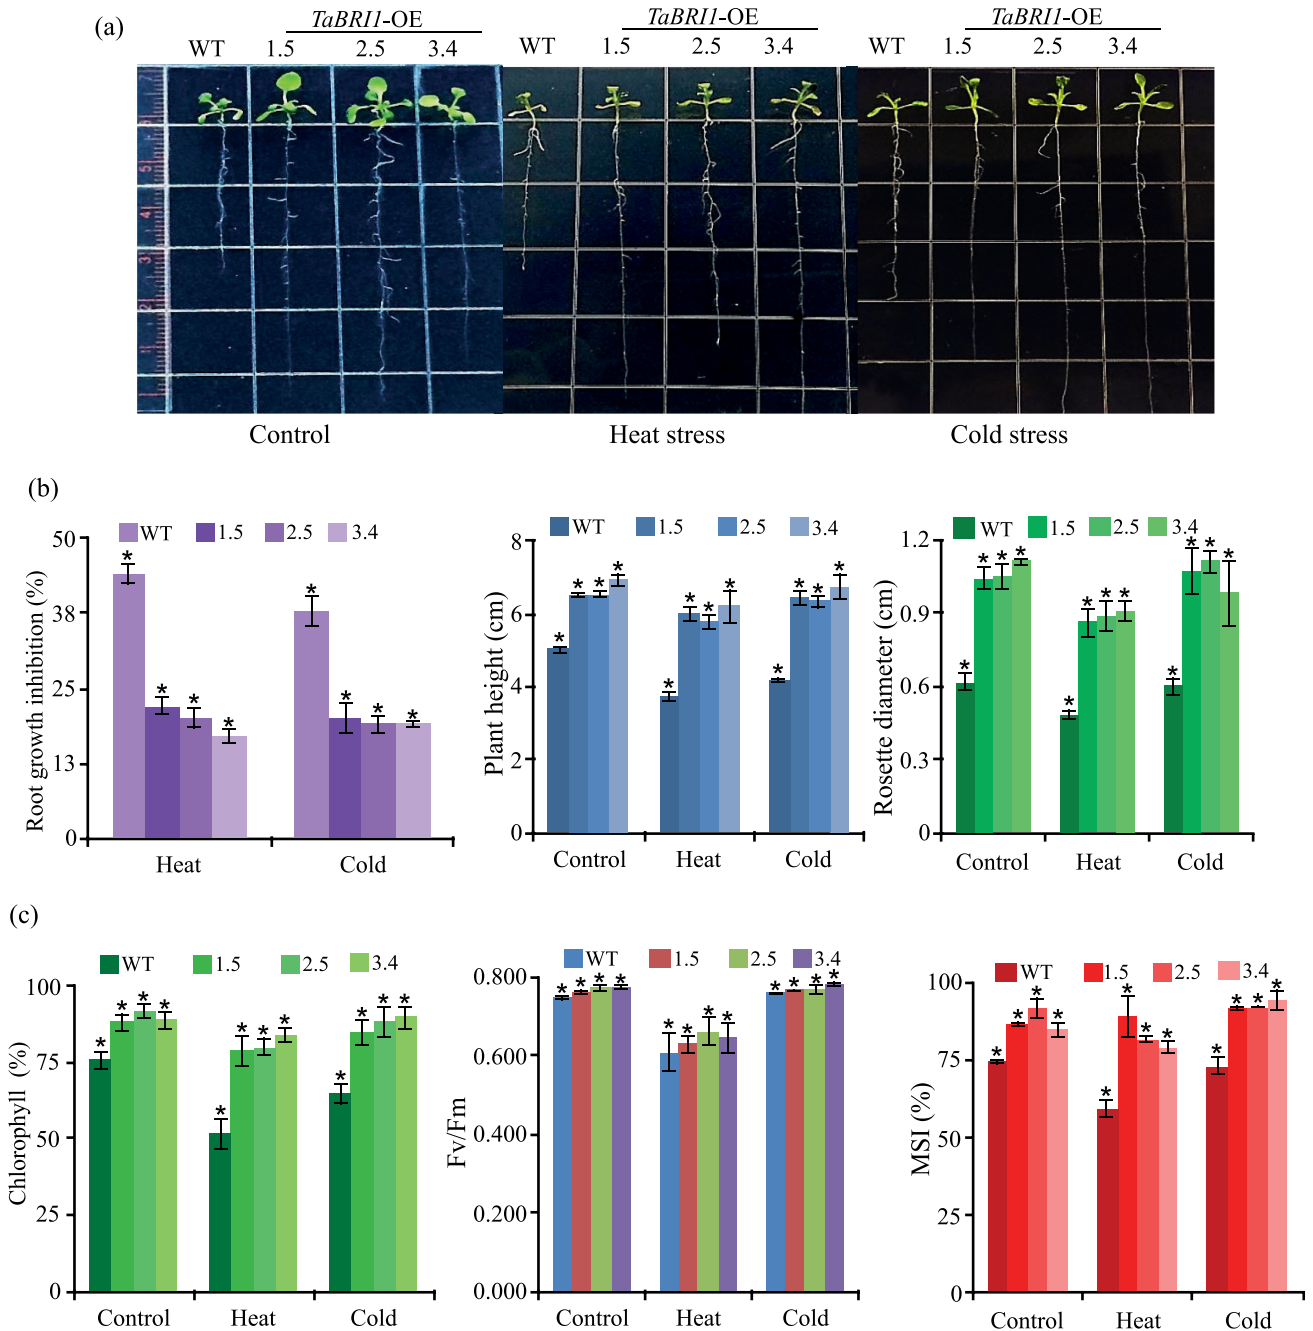 (a)
TaBRI1-OE TaBRI1-OE TaBRI1-OE
WT 1.5 2.5 3.4 WT 1.5 2.5 3.4 WT 1.5 2.5 3.4
5
4
3
2
1
Control Heat stress Cold stress
(b)
WT 1.5 2.5 3.4
Root growth inhibition (%)
50
38
25
13
0
Heat Cold
WT 1.5 2.5 3.4
Plant height (cm)
8
6
4
2
0
Control Heat Cold
WT 1.5 2.5 3.4
Rosette diameter (cm)
1.2
0.9
0.6
0.3
0
Control Heat Cold
(c)
WT 1.5 2.5 3.4
Chlorophyll (%)
100
75
50
25
0
Control Heat Cold
WT 1.5 2.5 3.4
Fv/Fm
0.800
0.600
0.400
0.200
0.000
Control Heat Cold
WT 1.5 2.5 3.4
MSI (%)
100
75
50
25
0
Control Heat Cold